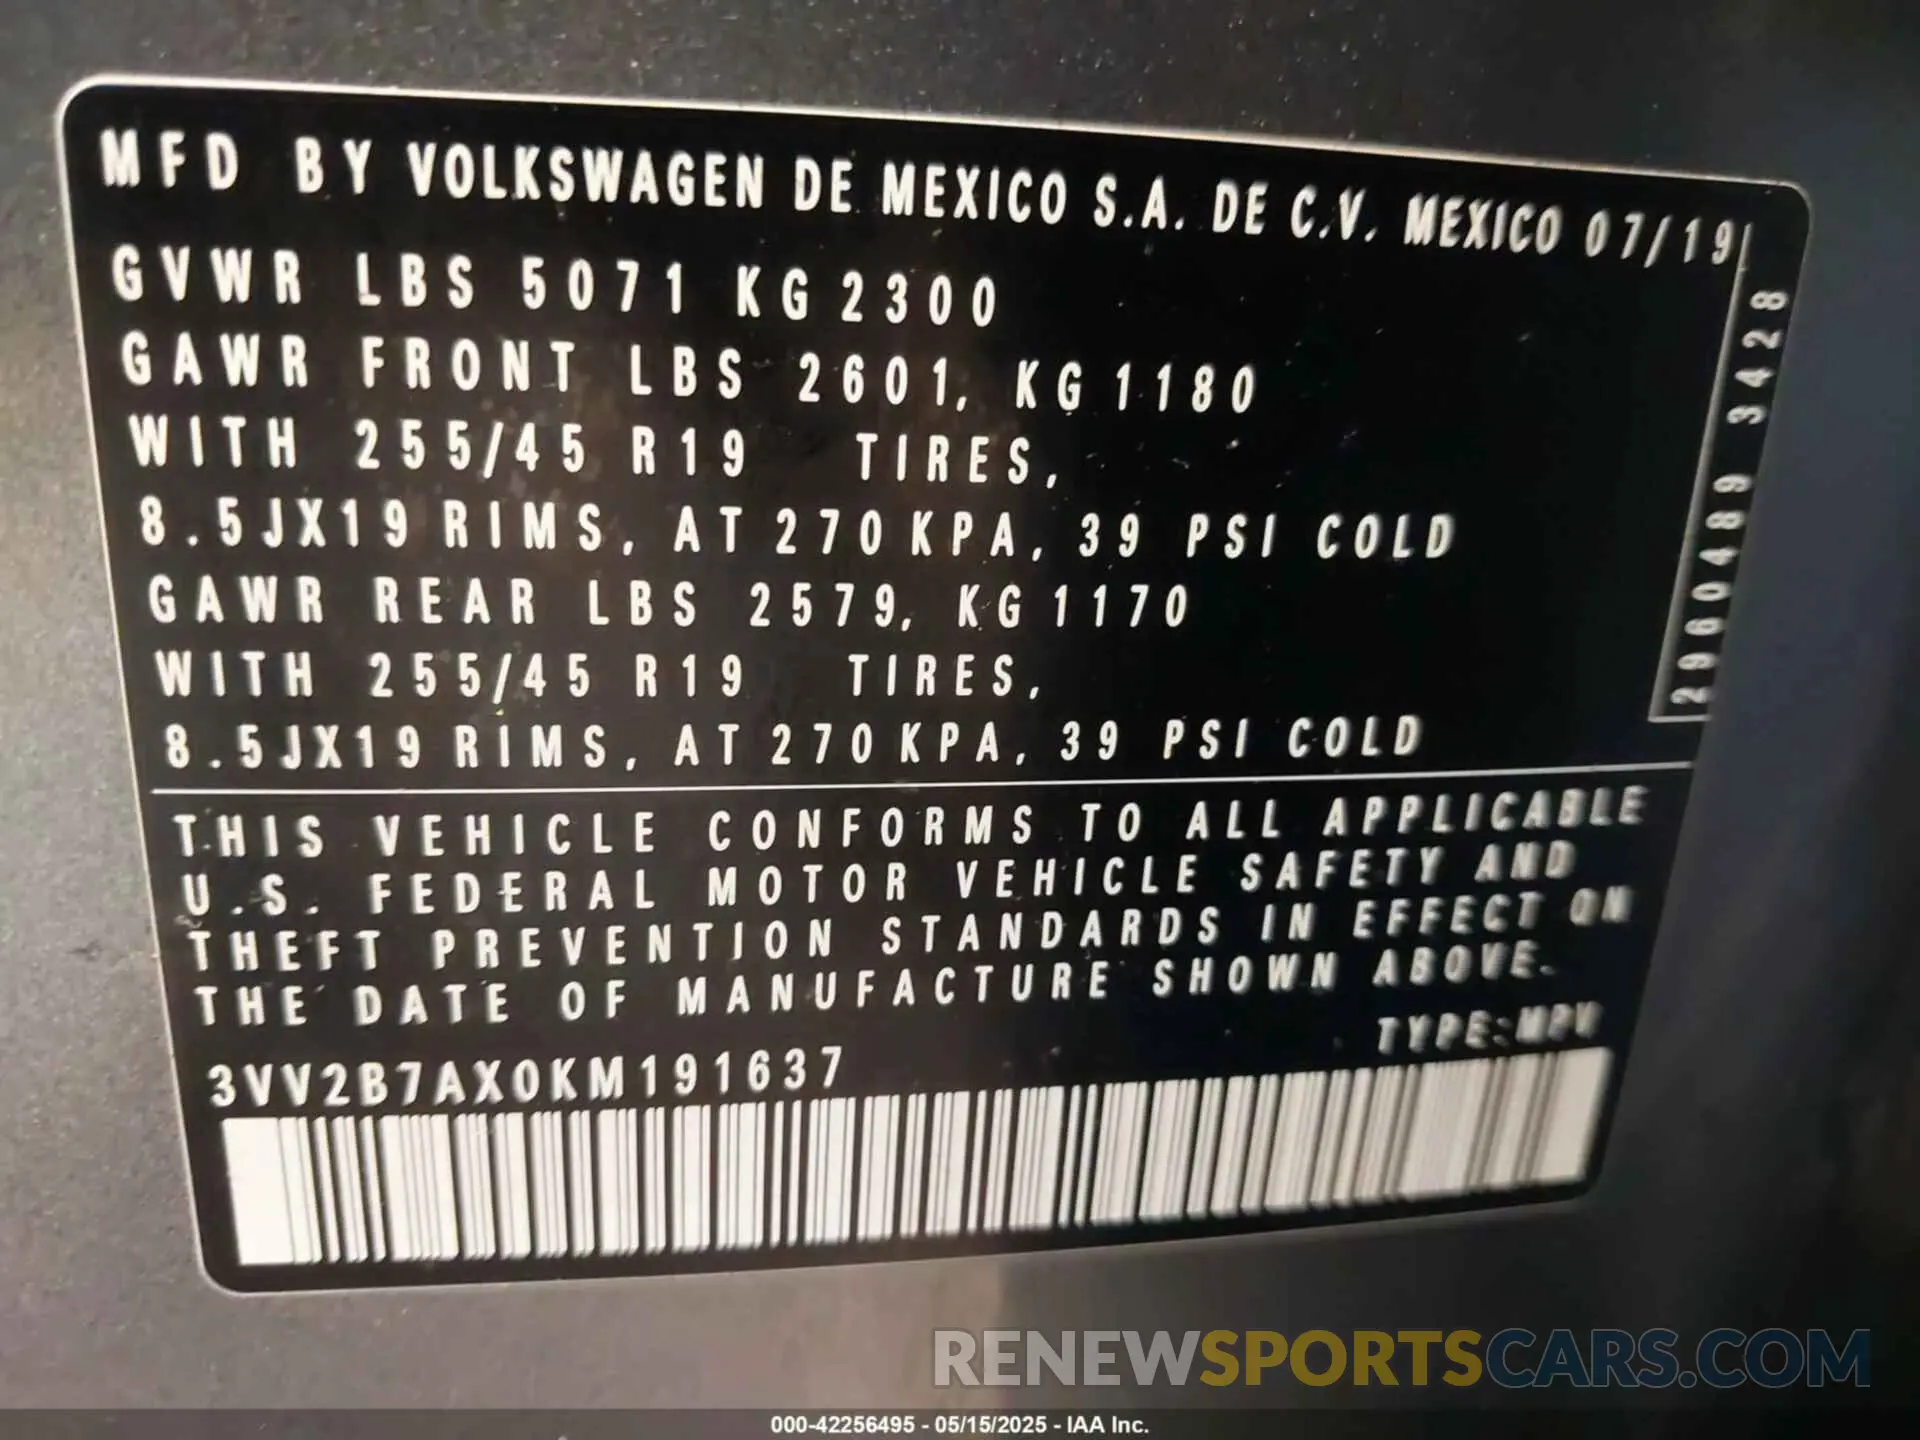 MFD BY VOLKSWAGEN DE MEXICO S.A. DE C.V. MEXICO 07/19
GVWR LBS 5071 KG 2300
GAWR FRONT LBS 2601, KG 1180
WITH 255/45 R19 TIRES,
8.5JX19 RIMS, AT 270 KPA, 39 PSI COLD
GAWR REAR LBS 2579, KG 1170
WITH 255/45 R19 TIRES,
8.5JX19 RIMS, AT 270 KPA, 39 PSI COLD
2960489 3428
THIS VEHICLE CONFORMS TO ALL APPLICABLE
U.S. FEDERAL MOTOR VEHICLE SAFETY AND
THEFT PREVENTION STANDARDS IN EFFECT ON
THE DATE OF MANUFACTURE SHOWN ABOVE.
TYPE:MPV
3VV2B7AX0KM191637
RENEWSPORTSCARS.COM
000-42256495 - 05/15/2025 - IAA Inc.